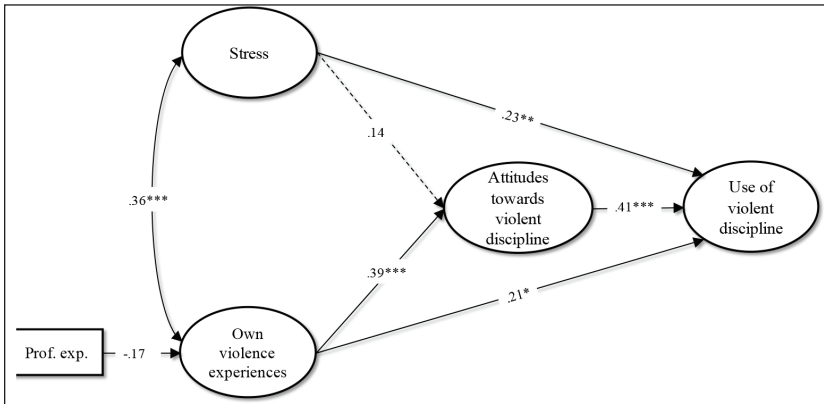 Stress
.23**
.14
Attitudes
towards
violent
discipline
Use of
violent
discipline
.36***
.41***
.39***
.21*
Prof. exp.
-.17
Own
violence
experiences